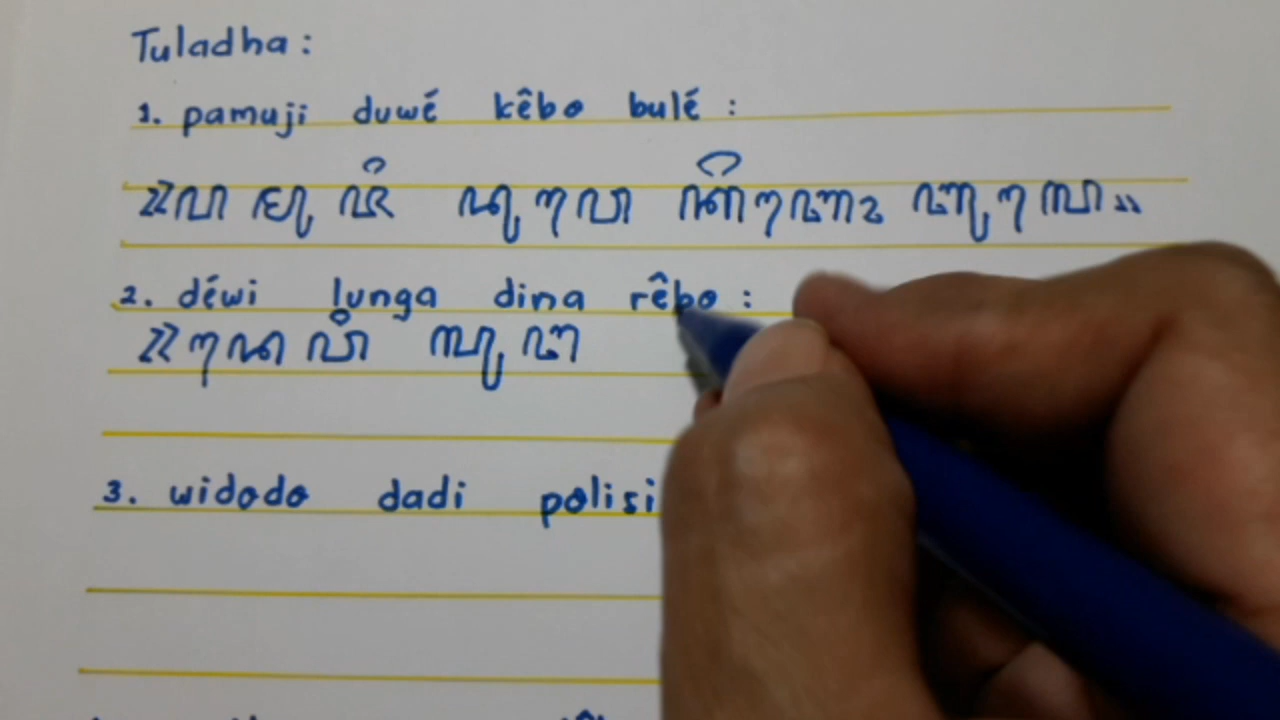 Tuladha :
1. pamuji duwé kêbo bulé :
꧋ꦥꦩꦸꦗꦶ ꦢꦸꦮꦺ ꦏꦼꦧꦺꦴ ꦧꦸꦭꦺ꧉
2. déwi lunga dina rêbo :
꧋ꦢꦺꦮꦶ ꦭꦸꦔ
3. widodo dadi polisi